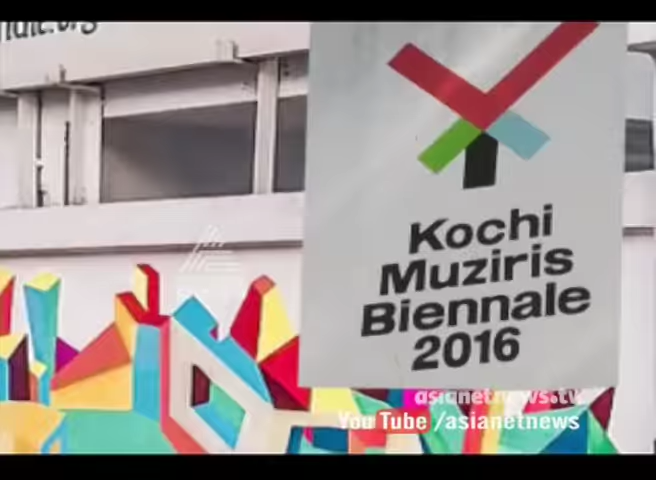 Kochi
Muziris
Biennale
2016
asianetnews.tv
You Tube /asianetnews